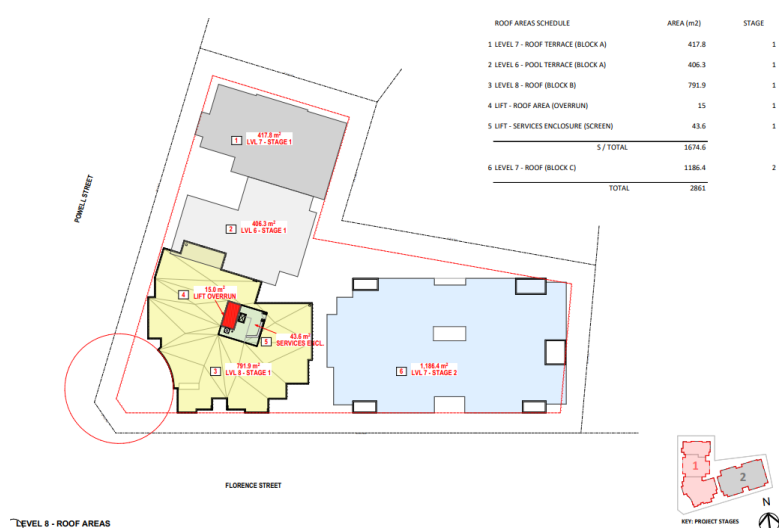 ROOF AREAS SCHEDULE AREA (m2) STAGE
1 LEVEL 7 - ROOF TERRACE (BLOCK A) 417.8 1
2 LEVEL 6 - POOL TERRACE (BLOCK A) 406.3 1
3 LEVEL 8 - ROOF (BLOCK B) 791.9 1
4 LIFT - ROOF AREA (OVERRUN) 15 1
5 LIFT - SERVICES ENCLOSURE (SCREEN) 43.6 1
S / TOTAL 1674.6
6 LEVEL 7 - ROOF (BLOCK C) 1186.4 2
TOTAL 2861
POWELL STREET
1 417.8 m²
LVL 7 - STAGE 1
2 406.3 m²
LVL 6 - STAGE 1
4 15.0 m²
LIFT OVERRUN
5 43.6 m²
SERVICES ENCL.
3 791.9 m²
LVL 8 - STAGE 1
6 1,186.4 m²
LVL 7 - STAGE 2
FLORENCE STREET
1
2
N
KEY: PROJECT STAGES
LEVEL 8 - ROOF AREAS